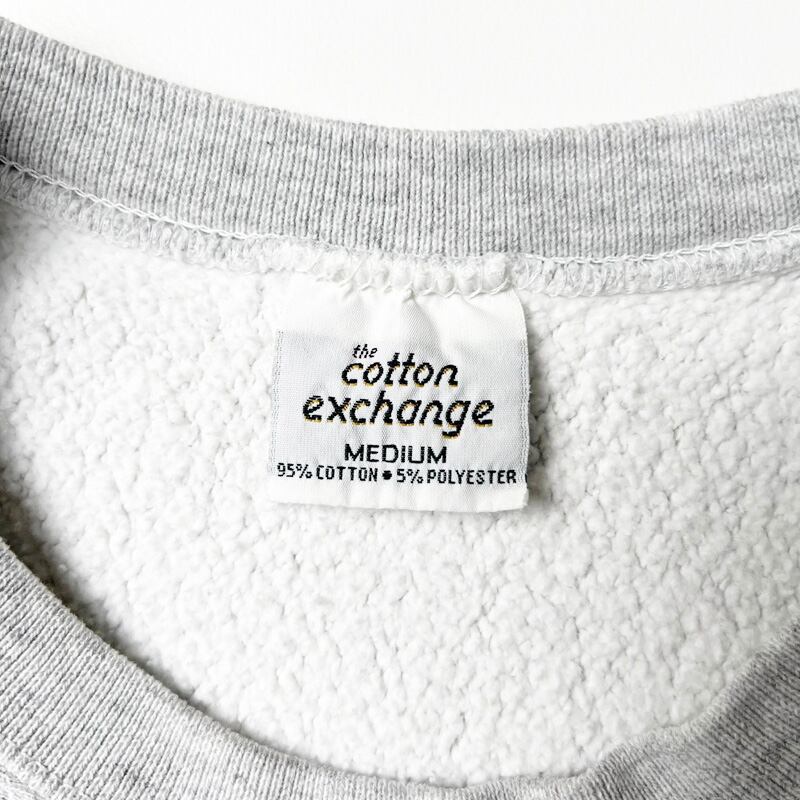 the
cotton
exchange
MEDIUM
95% COTTON • 5% POLYESTER